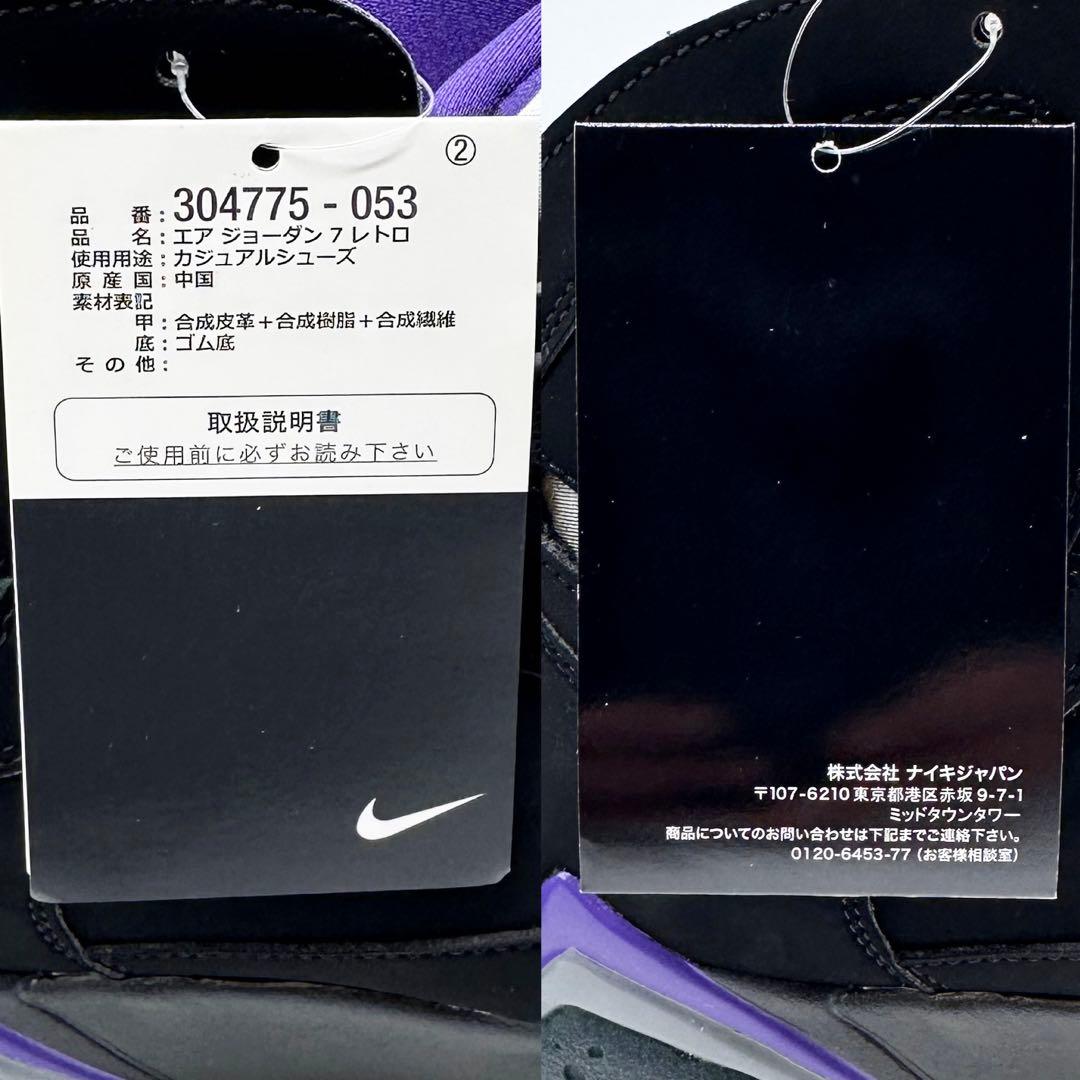 ②
品番：304775 - 053
品名：エア ジョーダン 7 レトロ
使用用途：カジュアルシューズ
原産国：中国
素材表記
甲：合成皮革＋合成樹脂＋合成繊維
底：ゴム底
その他：
取扱説明書
ご使用前に必ずお読み下さい
株式会社 ナイキジャパン
〒107-6210 東京都港区赤坂 9-7-1
ミッドタウンタワー
商品についてのお問い合わせは下記までご連絡下さい。
0120-6453-77（お客様相談室）